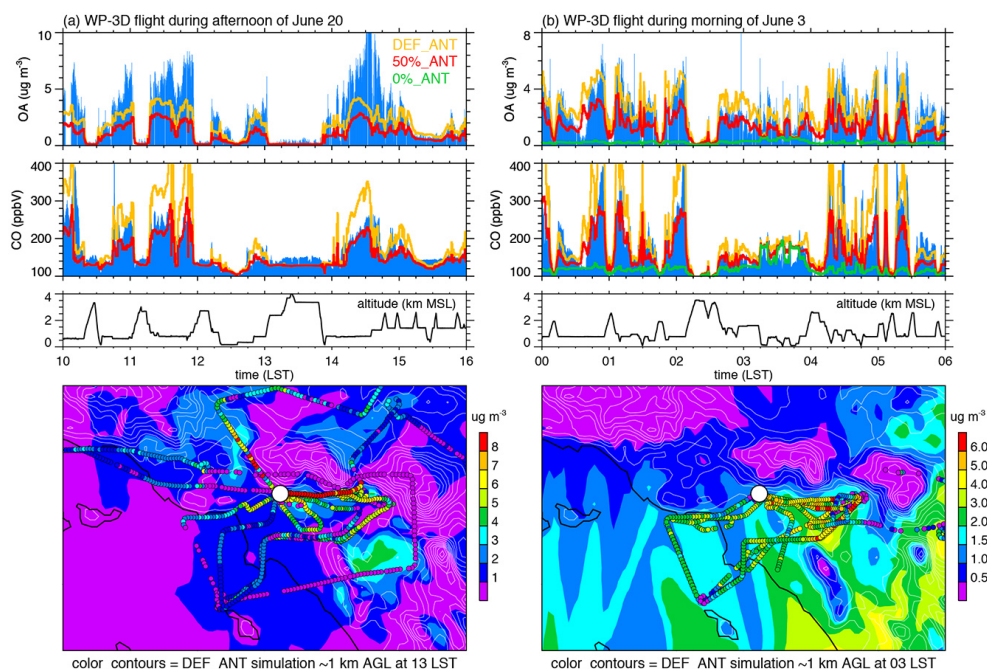 (a) WP-3D flight during afternoon of June 20
10
5
0
OA (ug m-3)
DEF_ANT
50%_ANT
0%_ANT
400
300
200
100
CO (ppbV)
altitude (km MSL)
2
0
10 11 12 13 14 15 16
time (LST)
ug m-3
8
7
6
5
4
3
2
1
color contours = DEF ANT simulation ~1 km AGL at 13 LST
(b) WP-3D flight during morning of June 3
8
4
0
OA (ug m-3)
400
300
200
100
CO (ppbV)
altitude (km MSL)
2
0
00 01 02 03 04 05 06
time (LST)
ug m-3
6.0
5.0
4.0
3.0
2.0
1.5
1.0
0.5
color contours = DEF ANT simulation ~1 km AGL at 03 LST